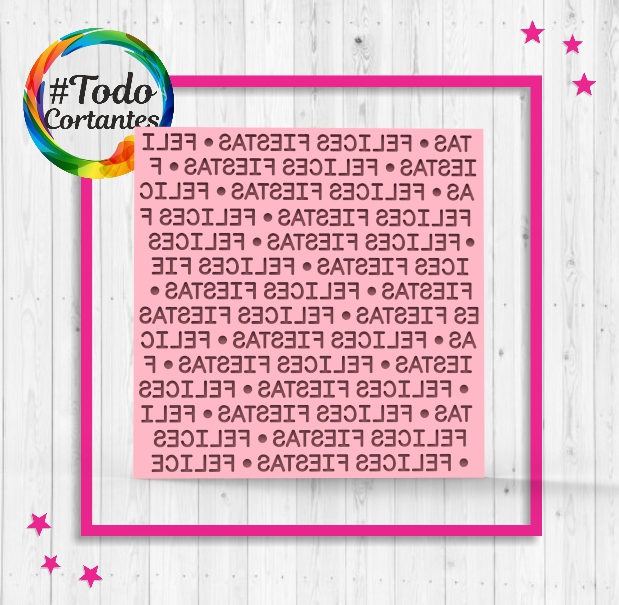 #Todo
Cortantes
TAS • FELICES FIESTAS • FELI
IESTAS • FELICES FIESTAS • F
AS • FELICES FIESTAS • FELIC
FELICES FIESTAS • FELICES F
• FELICES FIESTAS • FELICES
ICES FIESTAS • FELICES FIE
FIESTAS • FELICES FIESTAS •
ES FIESTAS • FELICES FIESTAS
AS • FELICES FIESTAS • FELIC
IESTAS • FELICES FIESTAS • F
• FELICES FIESTAS • FELICES
TAS • FELICES FIESTAS • FELI
FELICES FIESTAS • FELICES
• FELICES FIESTAS • FELICE